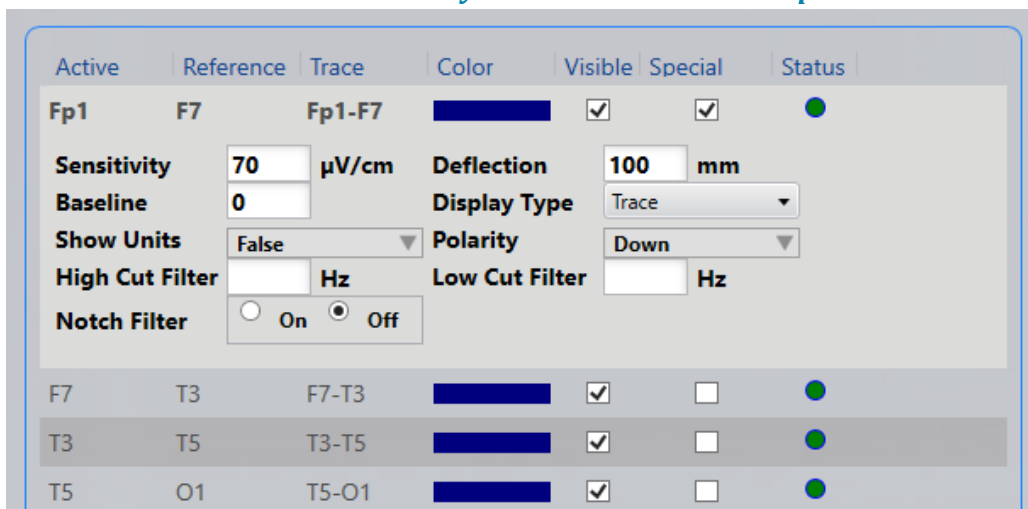 Active Reference Trace Color Visible Special Status
Fp1 F7 Fp1-F7
Sensitivity 70 µV/cm Deflection 100 mm
Baseline 0 Display Type Trace
Show Units False Polarity Down
High Cut Filter Hz Low Cut Filter Hz
Notch Filter On Off
F7 T3 F7-T3
T3 T5 T3-T5
T5 O1 T5-O1